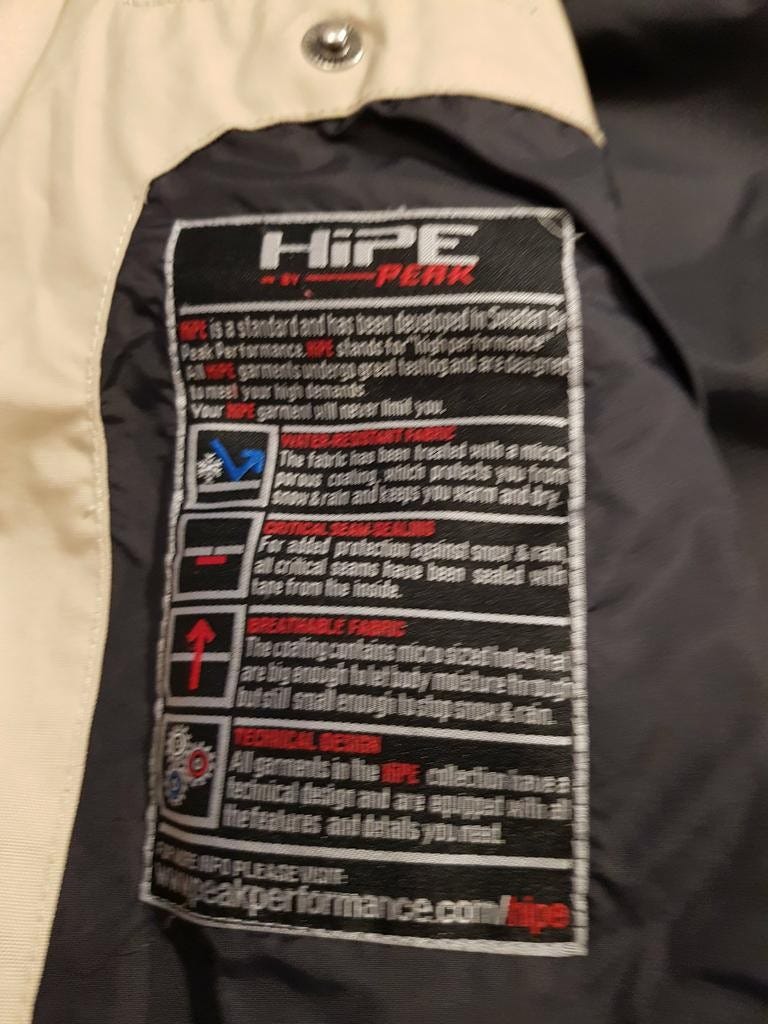 HiPE
BY PEAK
HiPE is a standard and has been developed in Sweden by
Peak Performance. HiPE stands for "high performance".
All HiPE garments undergo great testing and are designed
to meet your high demands.
Your HiPE garment will never limit you.
WATER-RESISTANT FABRIC
The fabric has been treated with a micro-
porous coating, which protects you from
snow & rain and keeps you warm and dry.
CRITICAL SEAM-SEALING
For added protection against snow & rain,
all critical seams have been sealed with
tape from the inside.
BREATHABLE FABRIC
The coating contains micro sized holes that
are big enough to let body moisture through
but still small enough to stop snow & rain.
TECHNICAL DESIGN
All garments in the HiPE collection have a
technical design and are equipped with all
the features and details you need.
FOR MORE INFO PLEASE VISIT:
www.peakperformance.com/hipe